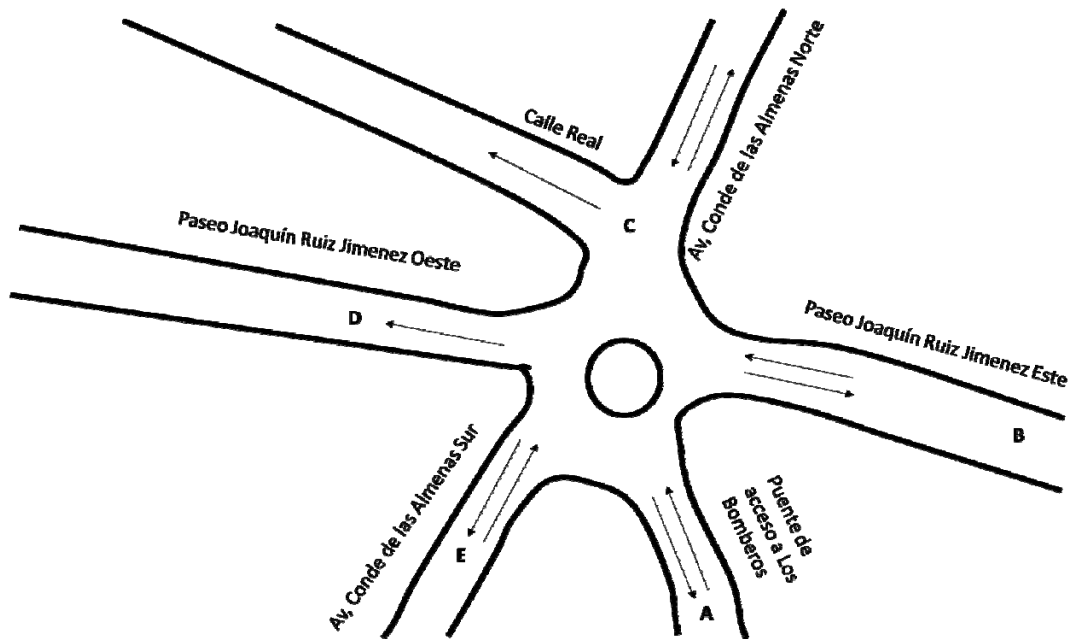 Calle Real
Av, Conde de las Almenas Norte
C
Paseo Joaquín Ruiz Jimenez Oeste
D
Paseo Joaquín Ruiz Jimenez Este
B
Av, Conde de las Almenas Sur
E
Puente de
acceso a Los
Bomberos
A